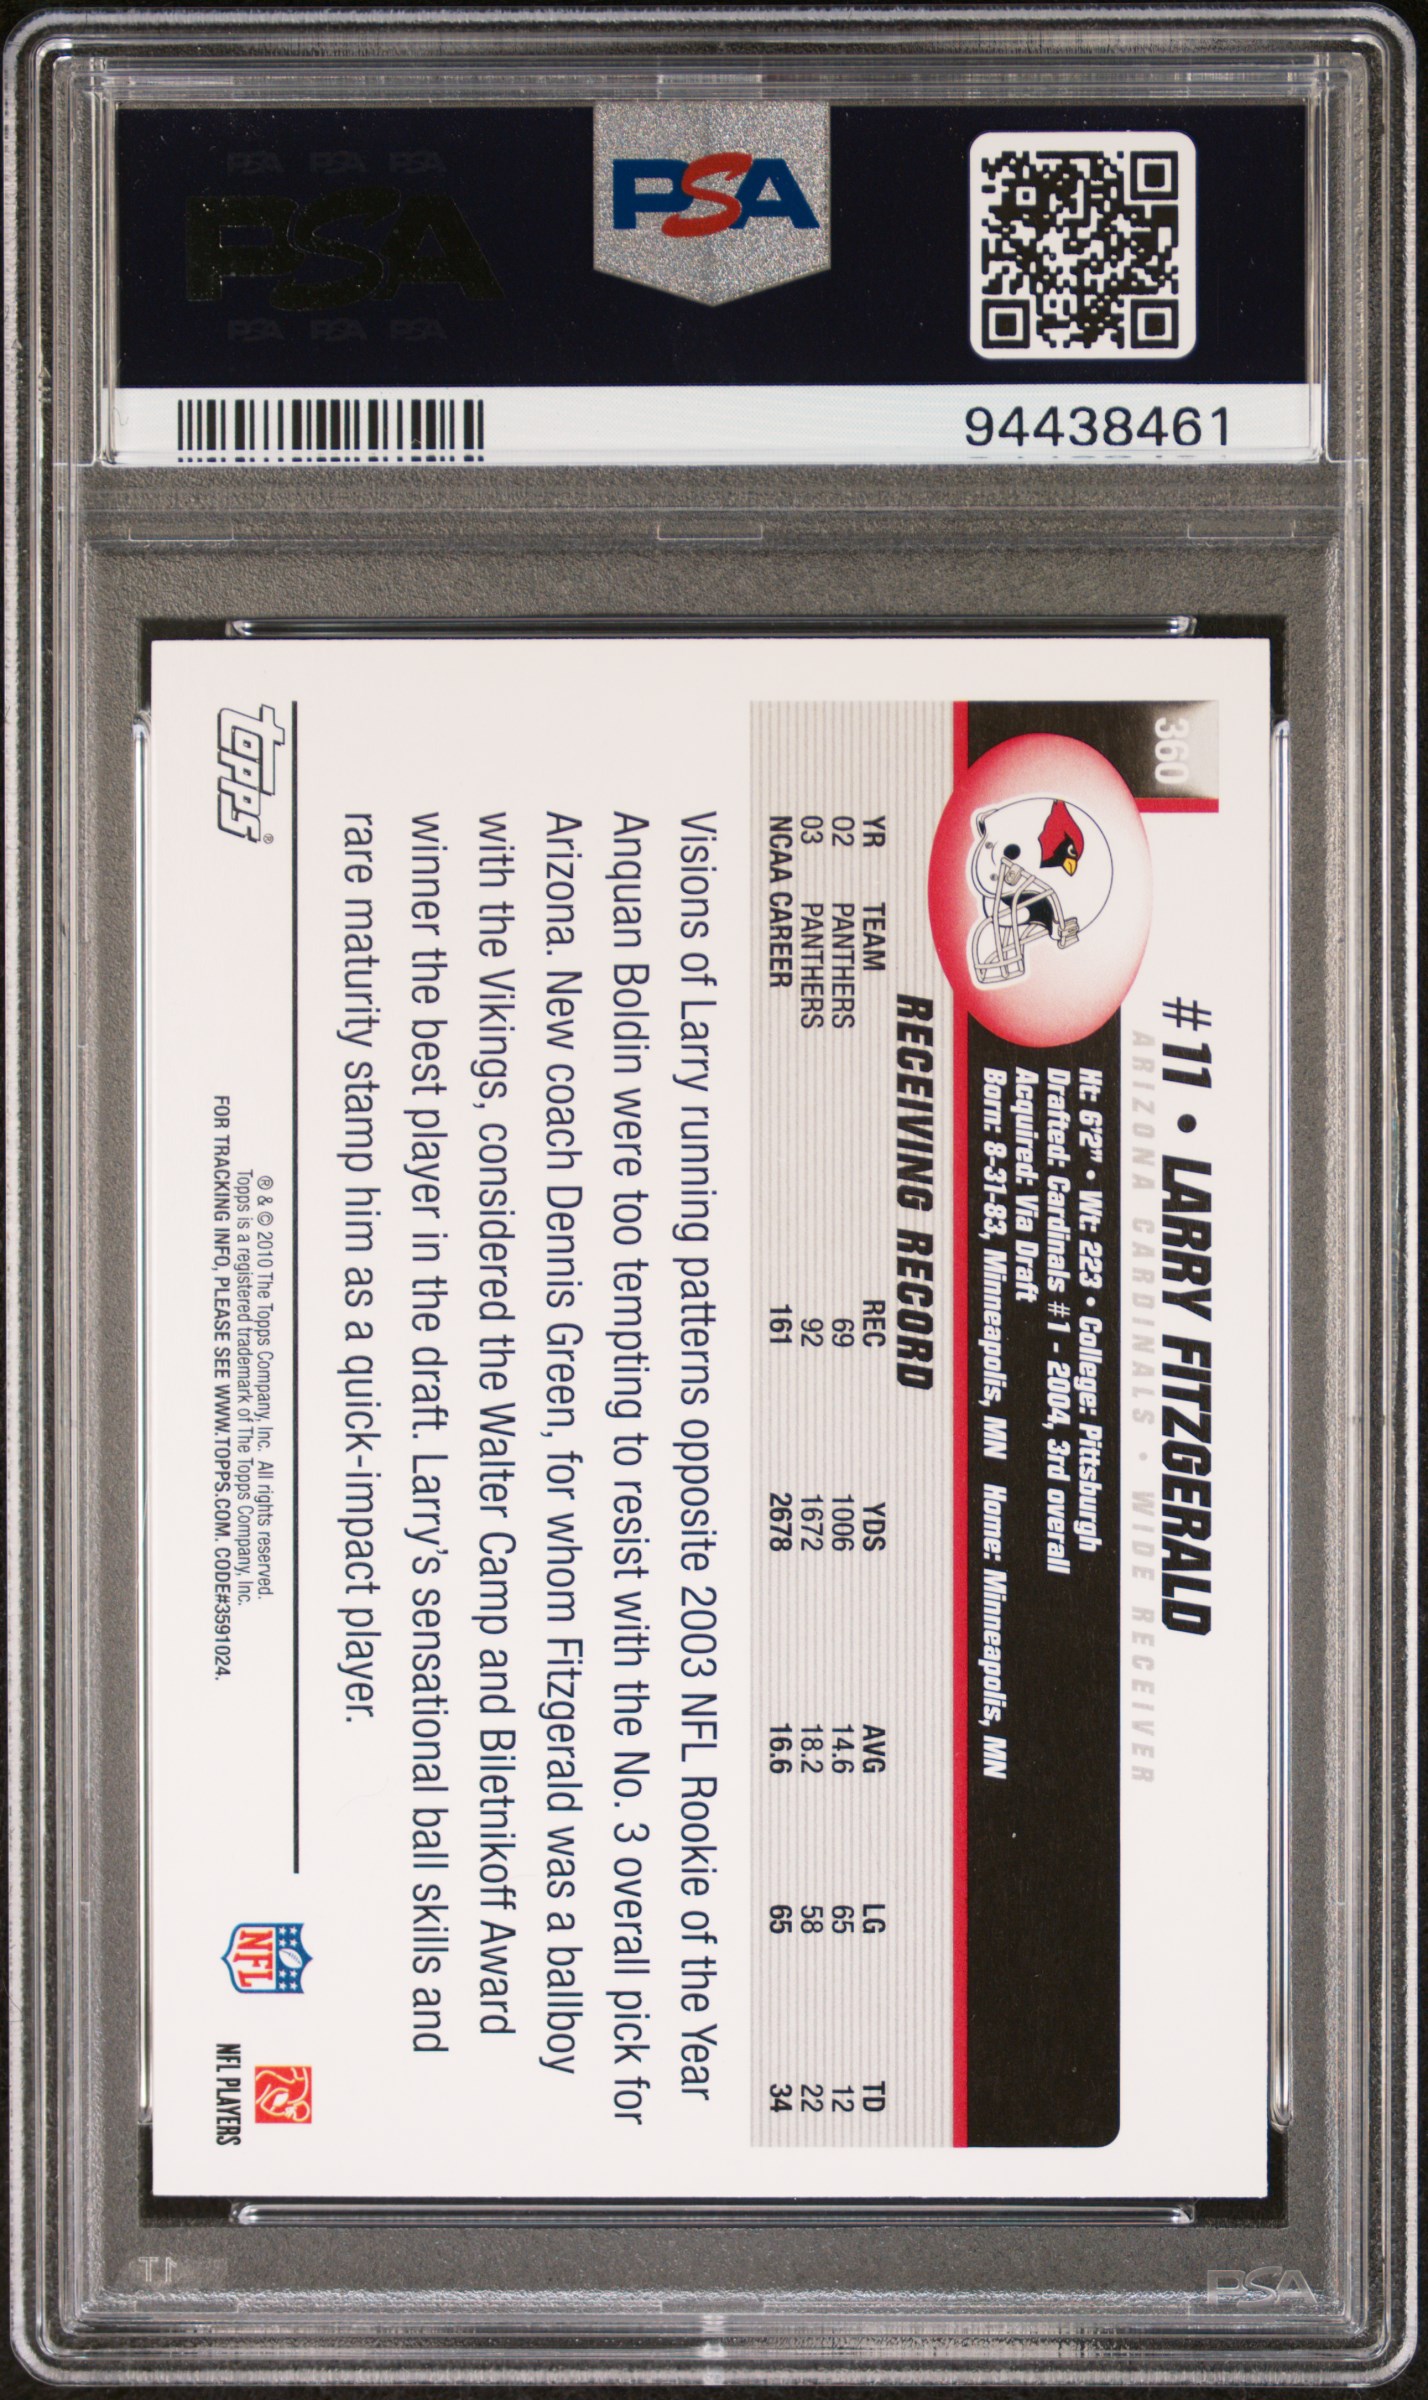 PSA PSA PSA
PSA
PSA PSA PSA
PSA
94438461
360
#11 • LARRY FITZGERALD
ARIZONA CARDINALS • WIDE RECEIVER
Ht: 6'2" • Wt: 223 • College: Pittsburgh
Drafted: Cardinals #1 - 2004, 3rd overall
Acquired: Via Draft
Born: 8-31-83, Minneapolis, MN Home: Minneapolis, MN
RECEIVING RECORD
YR TEAM REC YDS AVG LG TD
02 PANTHERS 69 1006 14.6 65 12
03 PANTHERS 92 1672 18.2 58 22
NCAA CAREER 161 2678 16.6 65 34
Visions of Larry running patterns opposite 2003 NFL Rookie of the Year
Anquan Boldin were too tempting to resist with the No. 3 overall pick for
Arizona. New coach Dennis Green, for whom Fitzgerald was a ballboy
with the Vikings, considered the Walter Camp and Biletnikoff Award
winner the best player in the draft. Larry's sensational ball skills and
rare maturity stamp him as a quick-impact player.
Topps®
® & © 2010 The Topps Company, Inc. All rights reserved.
Topps is a registered trademark of The Topps Company, Inc.
FOR TRACKING INFO, PLEASE SEE WWW.TOPPS.COM. CODE#3591024.
NFL
NFL PLAYERS
PSA